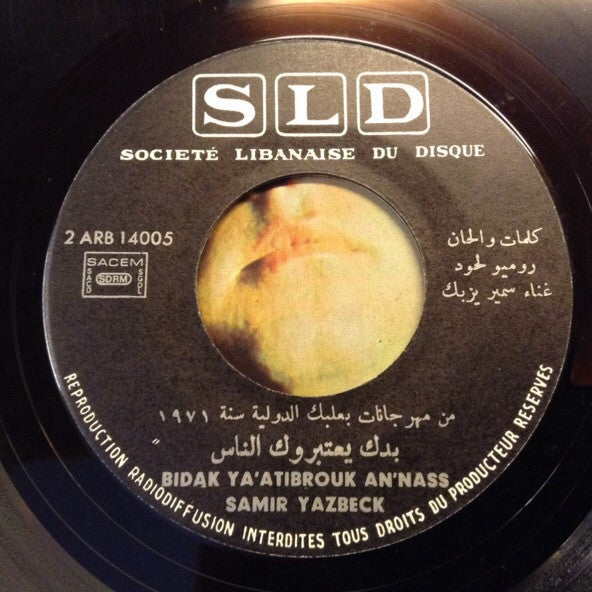 SLD
SOCIETÉ LIBANAISE DU DISQUE
2 ARB 14005
SACEM
SACD SDRM SGDL
كلمات والحان
روميو لحود
غناء سمير يزبك
من مهرجانات بعلبك الدولية سنة ١٩٧١
بدك يعتبروك الناس
BIDAK YA'ATIBROUK AN'NASS
SAMIR YAZBECK
REPRODUCTION RADIODIFFUSION INTERDITES TOUS DROITS DU PRODUCTEUR RESERVES